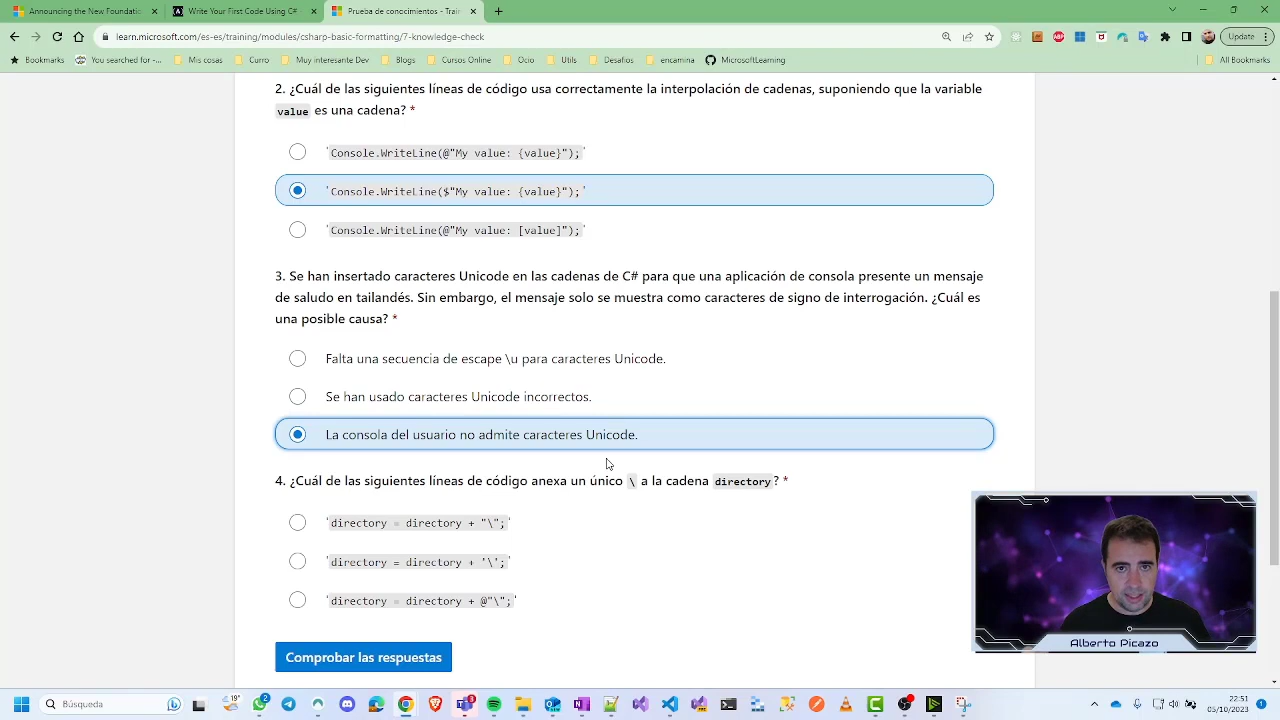 Announcing the New Foundatic
Write Your First Code Using C#
Prueba de conocimientos - Train
learn.microsoft.com/es-es/training/modules/csharp-basic-formatting/7-knowledge-check
Update
Bookmarks
You searched for -...
Mis cosas
Curro
Muy interesante Dev
Blogs
Cursos Online
Ocio
Utils
Desafios
encamina
MicrosoftLearning
All Bookmarks
2. ¿Cuál de las siguientes líneas de código usa correctamente la interpolación de cadenas, suponiendo que la variable
value es una cadena? *
'Console.WriteLine(@"My value: {value}");'
'Console.WriteLine($"My value: {value}");'
'Console.WriteLine(@"My value: [value]");'
3. Se han insertado caracteres Unicode en las cadenas de C# para que una aplicación de consola presente un mensaje
de saludo en tailandés. Sin embargo, el mensaje solo se muestra como caracteres de signo de interrogación. ¿Cuál es
una posible causa? *
Falta una secuencia de escape \u para caracteres Unicode.
Se han usado caracteres Unicode incorrectos.
La consola del usuario no admite caracteres Unicode.
4. ¿Cuál de las siguientes líneas de código anexa un único \ a la cadena directory? *
'directory = directory + "\";'
'directory = directory + '\';'
'directory = directory + @"\";'
Comprobar las respuestas
Alberto Picazo
Búsqueda
19°
22:51
05/10/2023